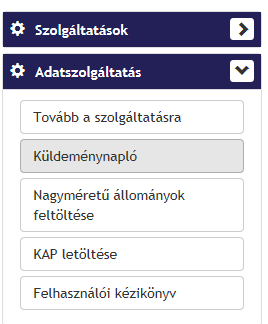 Szolgáltatások
Adatszolgáltatás
Tovább a szolgáltatásra
Küldeménynapló
Nagyméretű állományok
feltöltése
KAP letöltése
Felhasználói kézikönyv